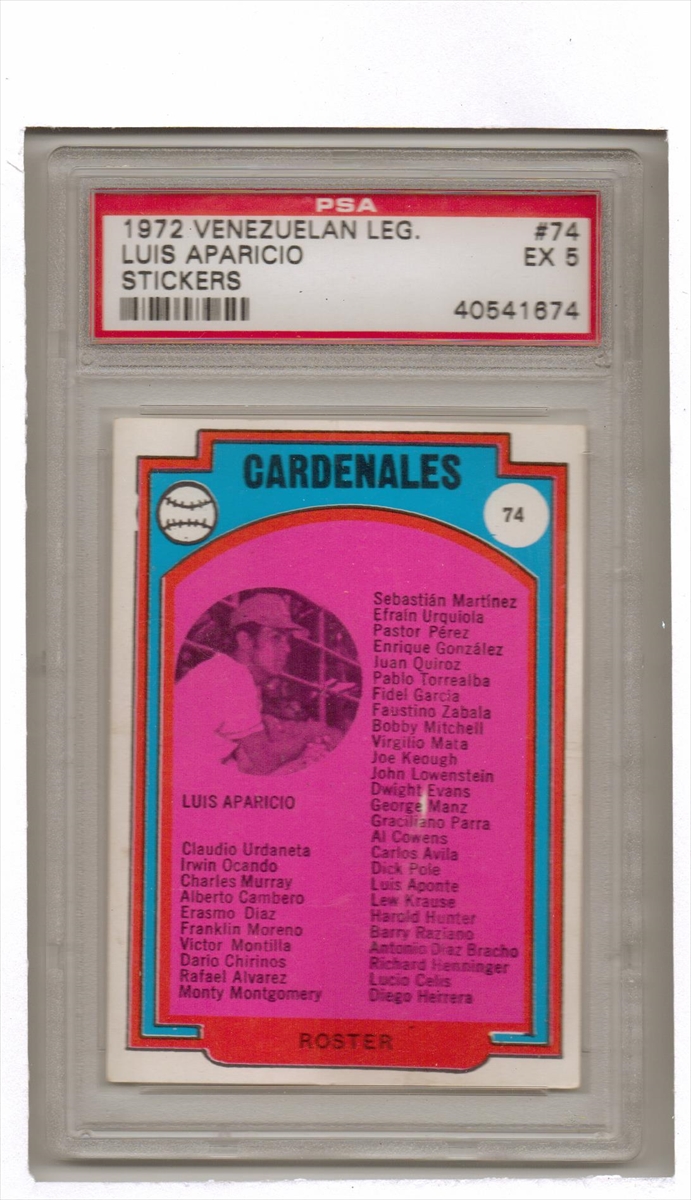 PSA
1972 VENEZUELAN LEG. #74
LUIS APARICIO EX 5
STICKERS
40541674
CARDENALES
74
LUIS APARICIO
Claudio Urdaneta
Irwin Ocando
Charles Murray
Alberto Cambero
Erasmo Diaz
Franklin Moreno
Victor Montilla
Dario Chirinos
Rafael Alvarez
Monty Montgomery
Sebastián Martínez
Efraín Urquiola
Pastor Pérez
Enrique González
Juan Quiroz
Pablo Torrealba
Fidel García
Faustino Zabala
Bobby Mitchell
Virgilio Mata
Joe Keough
John Lowenstein
Dwight Evans
George Manz
Graciliano Parra
Al Cowens
Carlos Avila
Dick Pole
Luis Aponte
Lew Krause
Harold Hunter
Barry Raziano
Antonio Diaz Bracho
Richard Henninger
Lucio Celis
Diego Herrera
ROSTER